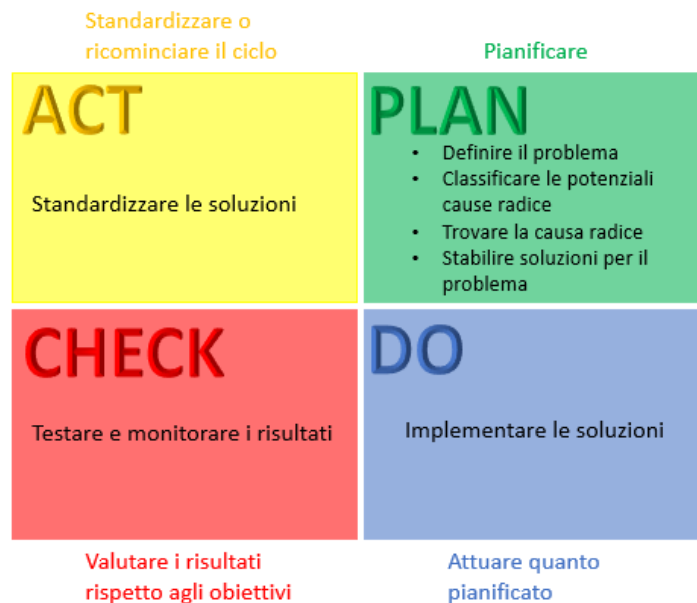 Standardizzare o
ricominciare il ciclo
Pianificare
ACT
Standardizzare le soluzioni
PLAN
• Definire il problema
• Classificare le potenziali
cause radice
• Trovare la causa radice
• Stabilire soluzioni per il
problema
CHECK
Testare e monitorare i risultati
DO
Implementare le soluzioni
Valutare i risultati
rispetto agli obiettivi
Attuare quanto
pianificato